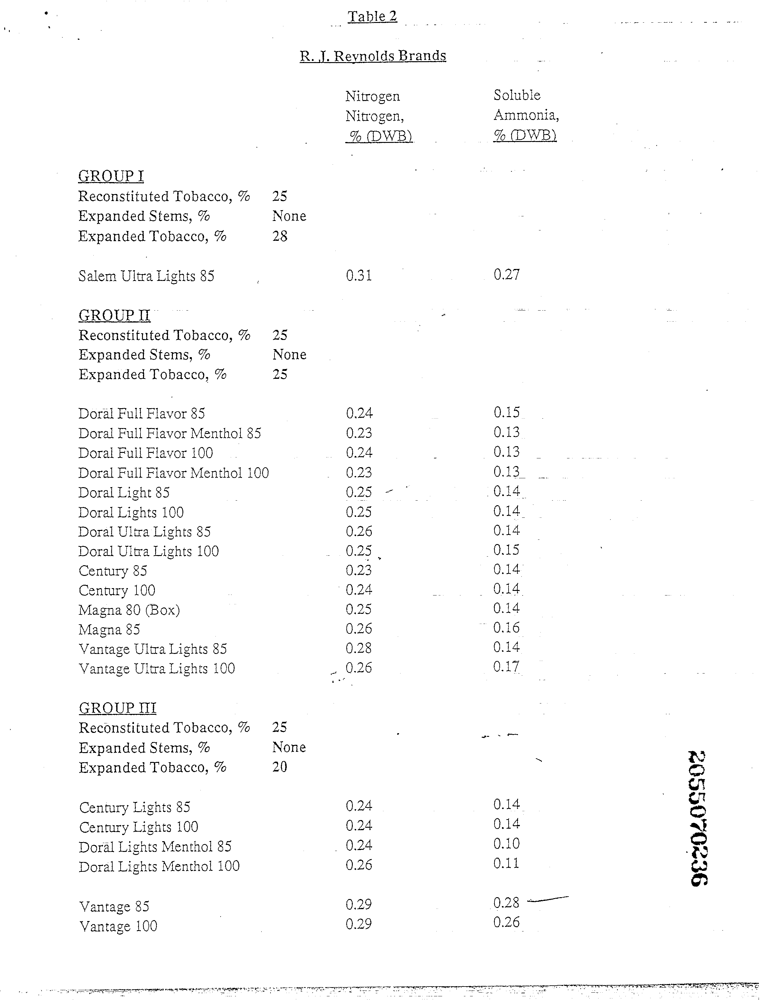 Table 2
R. J. Reynolds Brands
Nitrogen Soluble
Nitrogen, Ammonia,
% (DWB) % (DWB)
GROUP I
Reconstituted Tobacco, % 25
Expanded Stems, % None
Expanded Tobacco, % 28
Salem Ultra Lights 85 0.31 0.27
GROUP II
Reconstituted Tobacco, % 25
Expanded Stems, % None
Expanded Tobacco, % 25
Doral Full Flavor 85 0.24 0.15
Doral Full Flavor Menthol 85 0.23 0.13
Doral Full Flavor 100 0.24 0.13
Doral Full Flavor Menthol 100 0.23 0.13
Doral Light 85 0.25 0.14
Doral Lights 100 0.25 0.14
Doral Ultra Lights 85 0.26 0.14
Doral Ultra Lights 100 0.25 0.15
Century 85 0.23 0.14
Century 100 0.24 0.14
Magna 80 (Box) 0.25 0.14
Magna 85 0.26 0.16
Vantage Ultra Lights 85 0.28 0.14
Vantage Ultra Lights 100 0.26 0.17
GROUP III
Reconstituted Tobacco, % 25
Expanded Stems, % None
Expanded Tobacco, % 20
Century Lights 85 0.24 0.14
Century Lights 100 0.24 0.14
Doral Lights Menthol 85 0.24 0.10
Doral Lights Menthol 100 0.26 0.11
Vantage 85 0.29 0.28
Vantage 100 0.29 0.26
2055070236